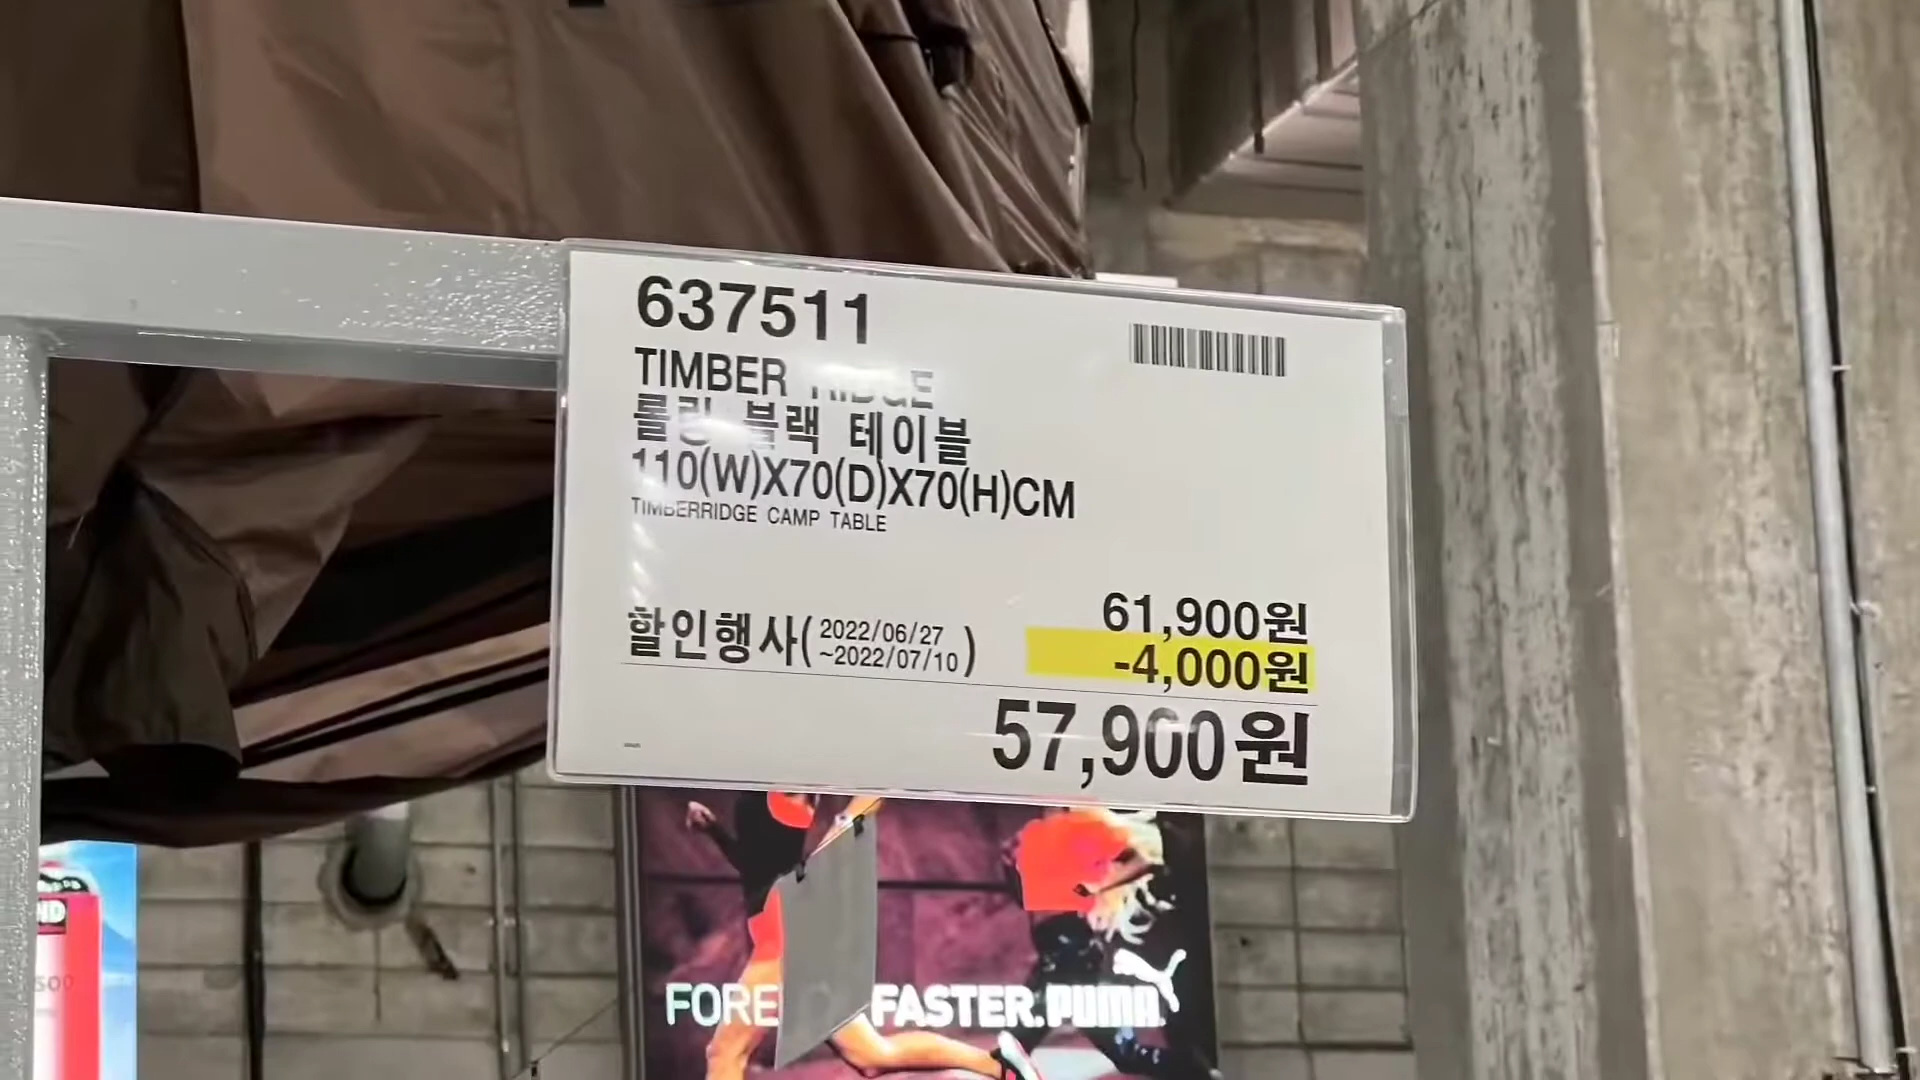 637511
TIMBER RIDGE
롤링 블랙 테이블
110(W)X70(D)X70(H)CM
TIMBERRIDGE CAMP TABLE
61,900원
할인행사(2022/06/27
~2022/07/10)
-4,000원
57,900원
FORE FASTER. PUMA
ND